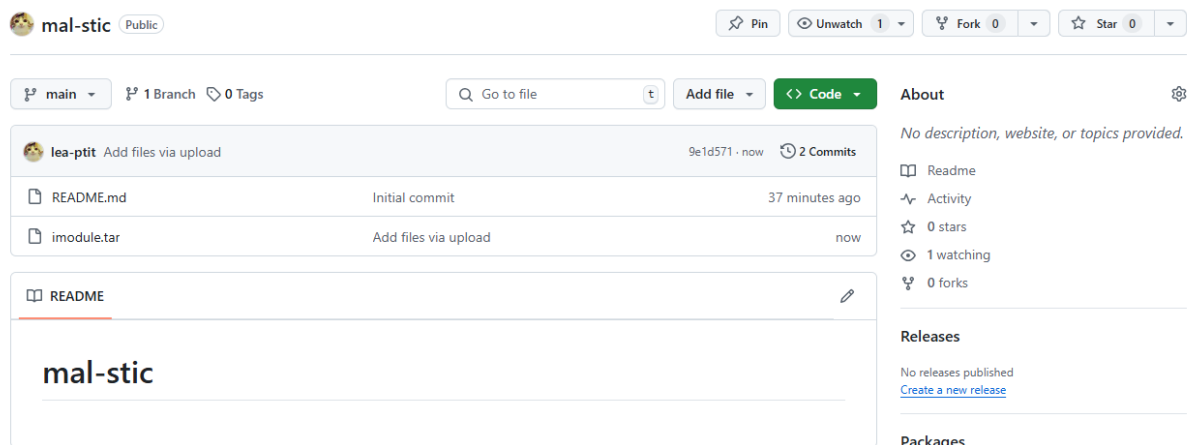 mal-stic Public Pin Unwatch 1 Fork 0 Star 0
main 1 Branch 0 Tags Go to file t Add file Code
lea-ptit Add files via upload 9e1d571 · now 2 Commits
README.md Initial commit 37 minutes ago
imodule.tar Add files via upload now
README
mal-stic
About
No description, website, or topics provided.
Readme
Activity
0 stars
1 watching
0 forks
Releases
No releases published
Create a new release
Packages